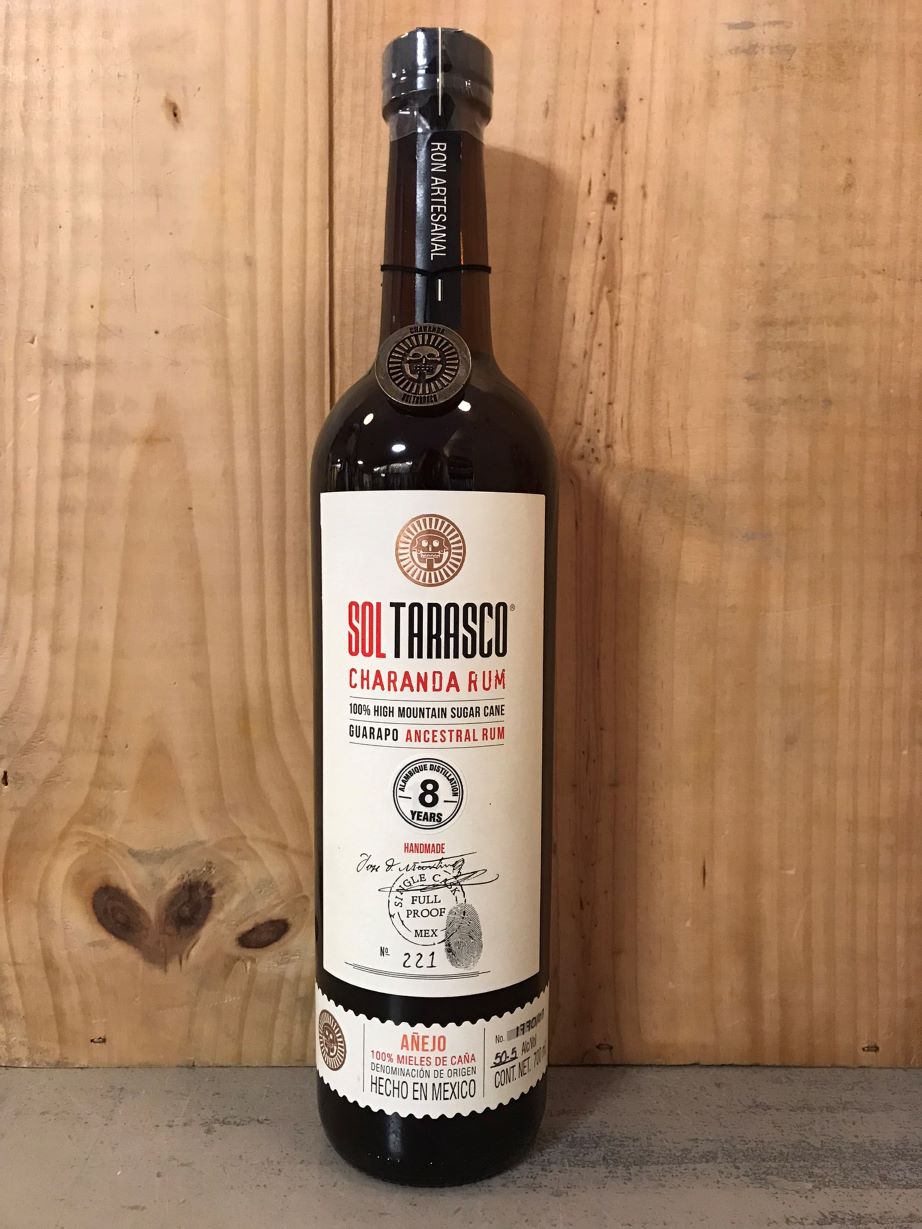 RON ARTESANAL
CHARANDA
SOL TARASCO
SOL TARASCO®
CHARANDA RUM
100% HIGH MOUNTAIN SUGAR CANE
GUARAPO ANCESTRAL RUM
ALAMBIQUE DISTILLATION
8
YEARS
HANDMADE
SINGLE CASK
FULL
PROOF
MEX
Nº 221
AÑEJO
100% MIELES DE CAÑA
DENOMINACIÓN DE ORIGEN
HECHO EN MEXICO
No.
50.5 Alc Vol
CONT. NET. 700